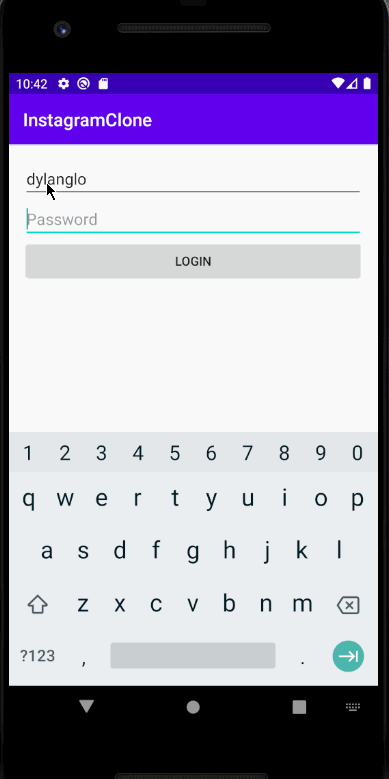 10:42
InstagramClone
dylanglo
Password
LOGIN
1 2 3 4 5 6 7 8 9 0
q w e r t y u i o p
a s d f g h j k l
z x c v b n m
?123 , .